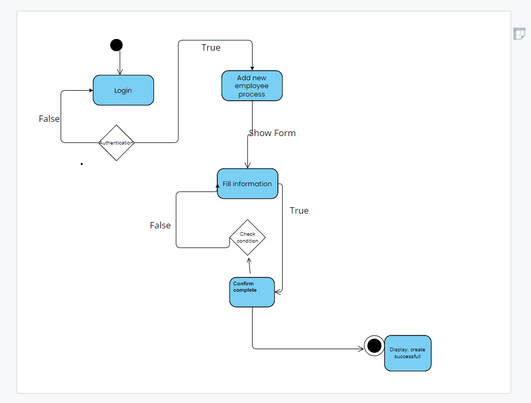 True
Login
Add new
employee
process
False
Authentication
Show Form
Fill information
True
False
Check
condition
Confirm
complete
Display: create
successfull